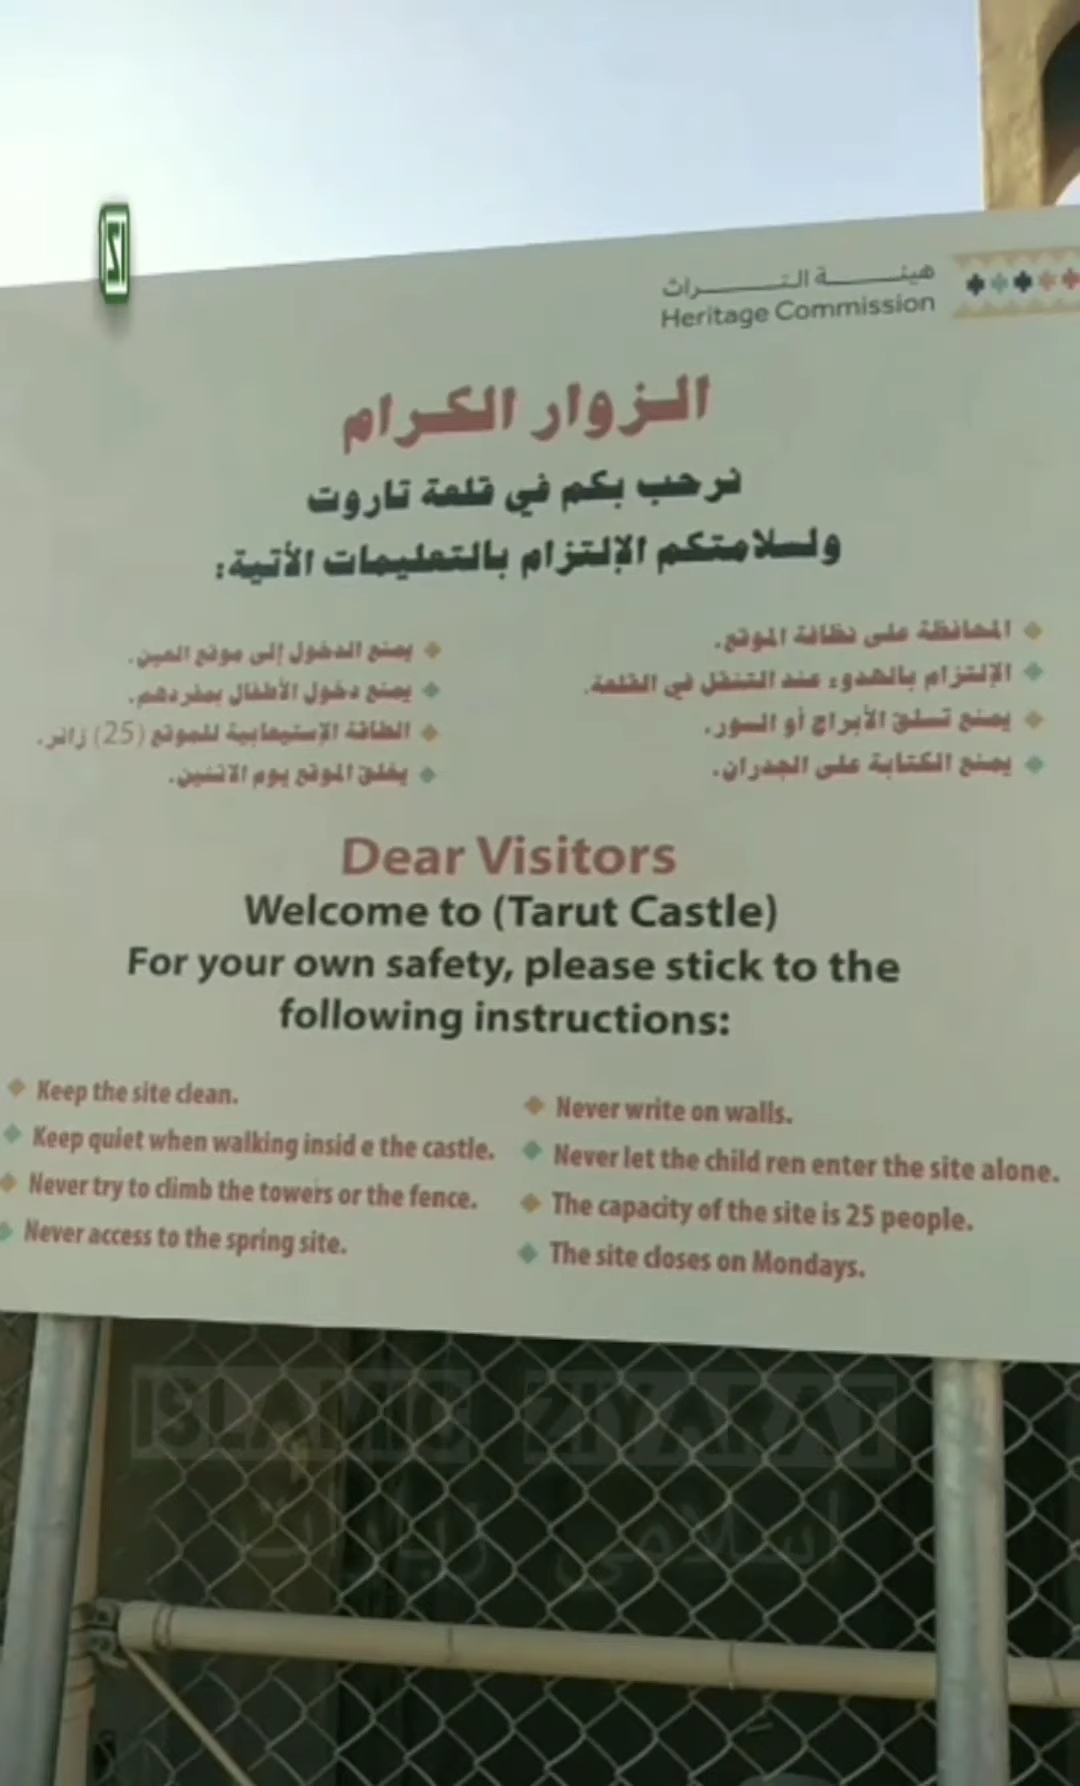 هيئة التراث
Heritage Commission
الزوار الكرام
نرحب بكم في قلعة تاروت
ولسلامتكم الإلتزام بالتعليمات الأتية:
المحافظة على نظافة الموقع.
الإلتزام بالهدوء عند التنقل في القلعة.
يمنع تسلق الأبراج أو السور.
يمنع الكتابة على الجدران.
يمنع الدخول إلى موقع العين.
يمنع دخول الأطفال بمفردهم.
الطاقة الإستيعابية للموقع (25) زائر.
يغلق الموقع يوم الاثنين.
Dear Visitors
Welcome to (Tarut Castle)
For your own safety, please stick to the
following instructions:
Keep the site clean.
Keep quiet when walking insid e the castle.
Never try to climb the towers or the fence.
Never access to the spring site.
Never write on walls.
Never let the child ren enter the site alone.
The capacity of the site is 25 people.
The site closes on Mondays.
ISLAMIC ZIYARAT
اسلامی زیارات